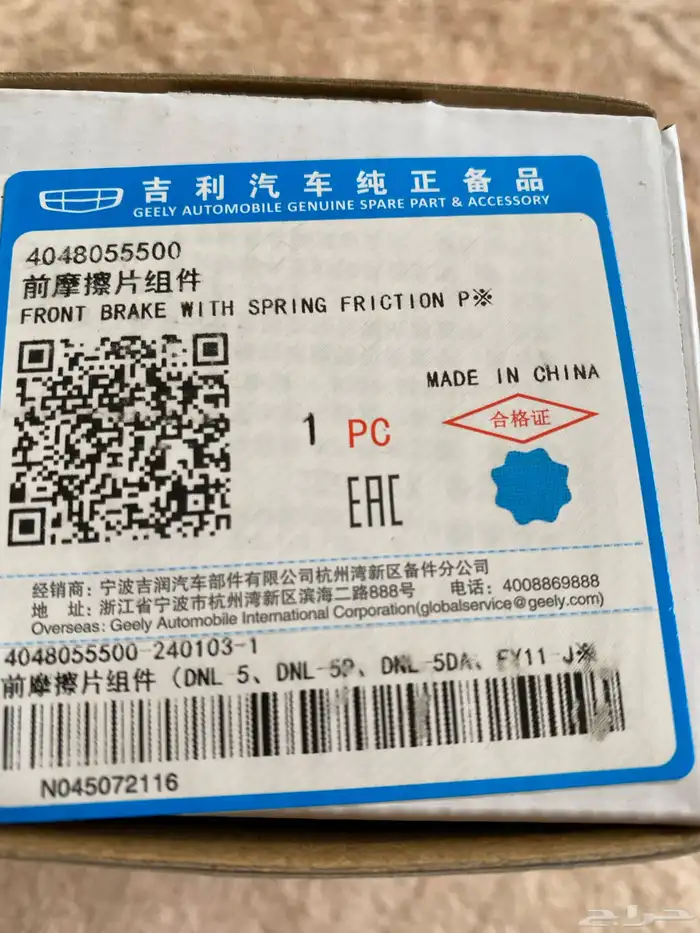 吉利汽车纯正备品
GEELY AUTOMOBILE GENUINE SPARE PART & ACCESSORY
4048055500
前摩擦片组件
FRONT BRAKE WITH SPRING FRICTION P※
MADE IN CHINA
合格证
1 PC
EAC
经销商：宁波吉润汽车部件有限公司杭州湾新区备件分公司
地 址：浙江省宁波市杭州湾新区滨海二路888号 电话：4008869888
Overseas: Geely Automobile International Corporation(globalservice@geely.com)
4048055500-240103-1
前摩擦片组件（DNL-5、DNL-5P、DNL-5DA、FY11-J※
N045072116
حراج